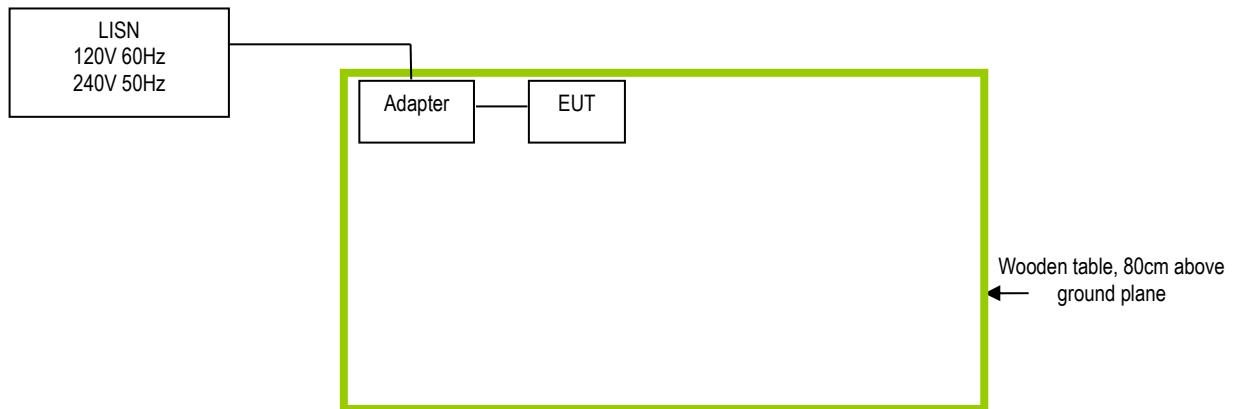 LISN
120V 60Hz
240V 50Hz
Adapter
EUT
Wooden table, 80cm above
ground plane